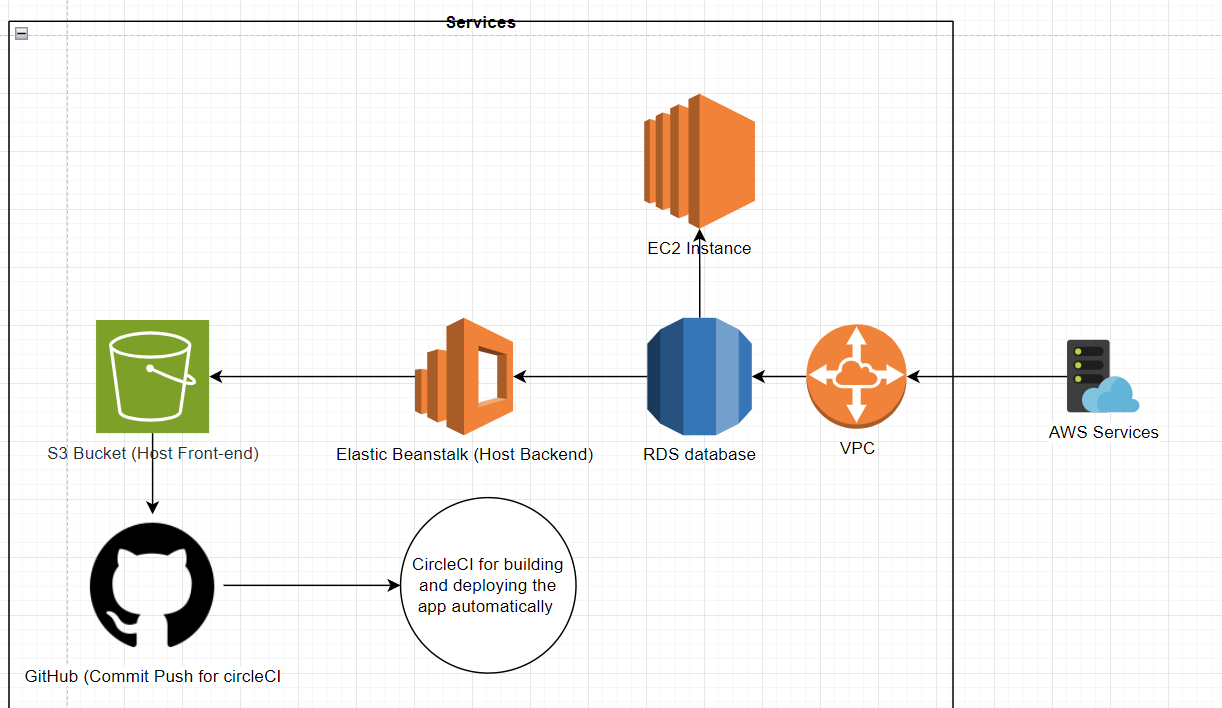 Services
EC2 Instance
AWS Services
VPC
S3 Bucket (Host Front-end)
Elastic Beanstalk (Host Backend)
RDS database
CircleCI for building
and deploying the
app automatically
GitHub (Commit Push for circleCI